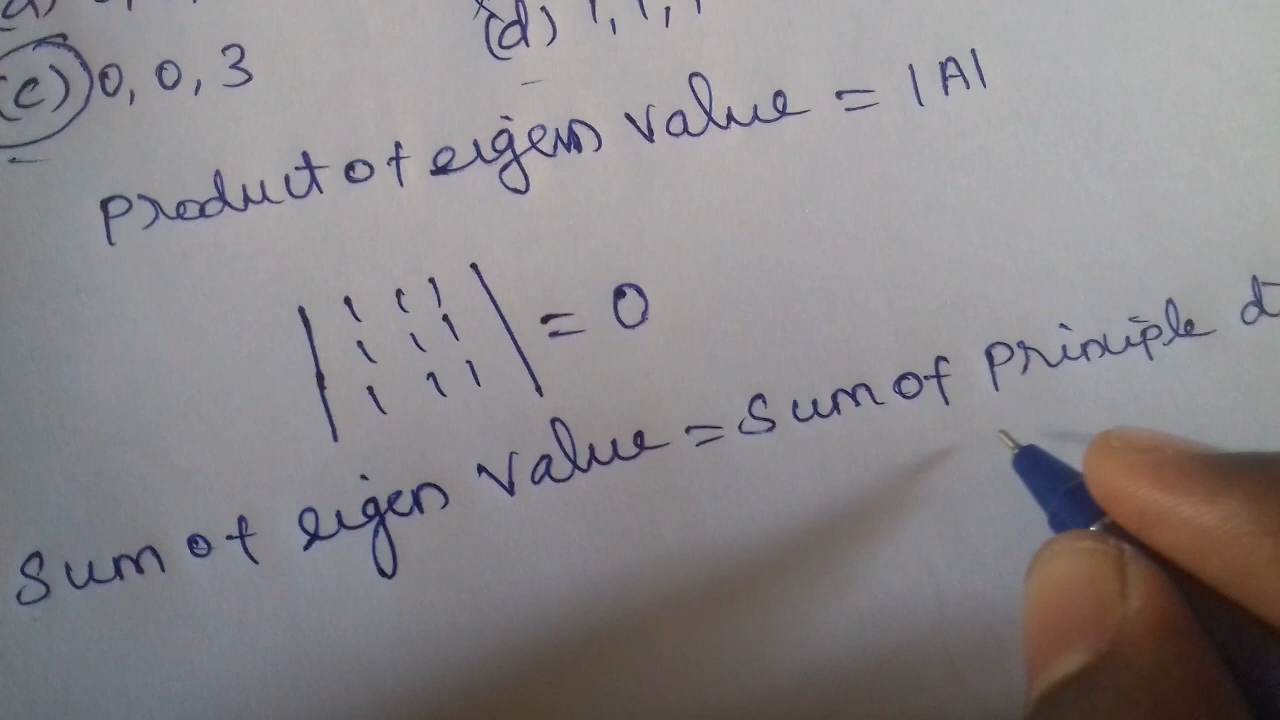 (c) 0, 0, 3
(d) 1, 1, 1
Product of eigen value = |A|
| 1 1 1 |
| 1 1 1 | = 0
| 1 1 1 |
Sum of eigen value = Sum of Principle d